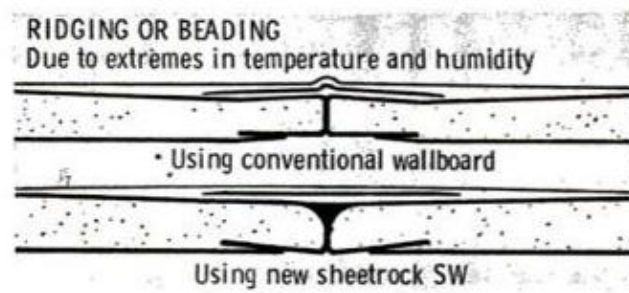 RIDGING OR BEADING
Due to extremes in temperature and humidity
Using conventional wallboard
Using new sheetrock SW